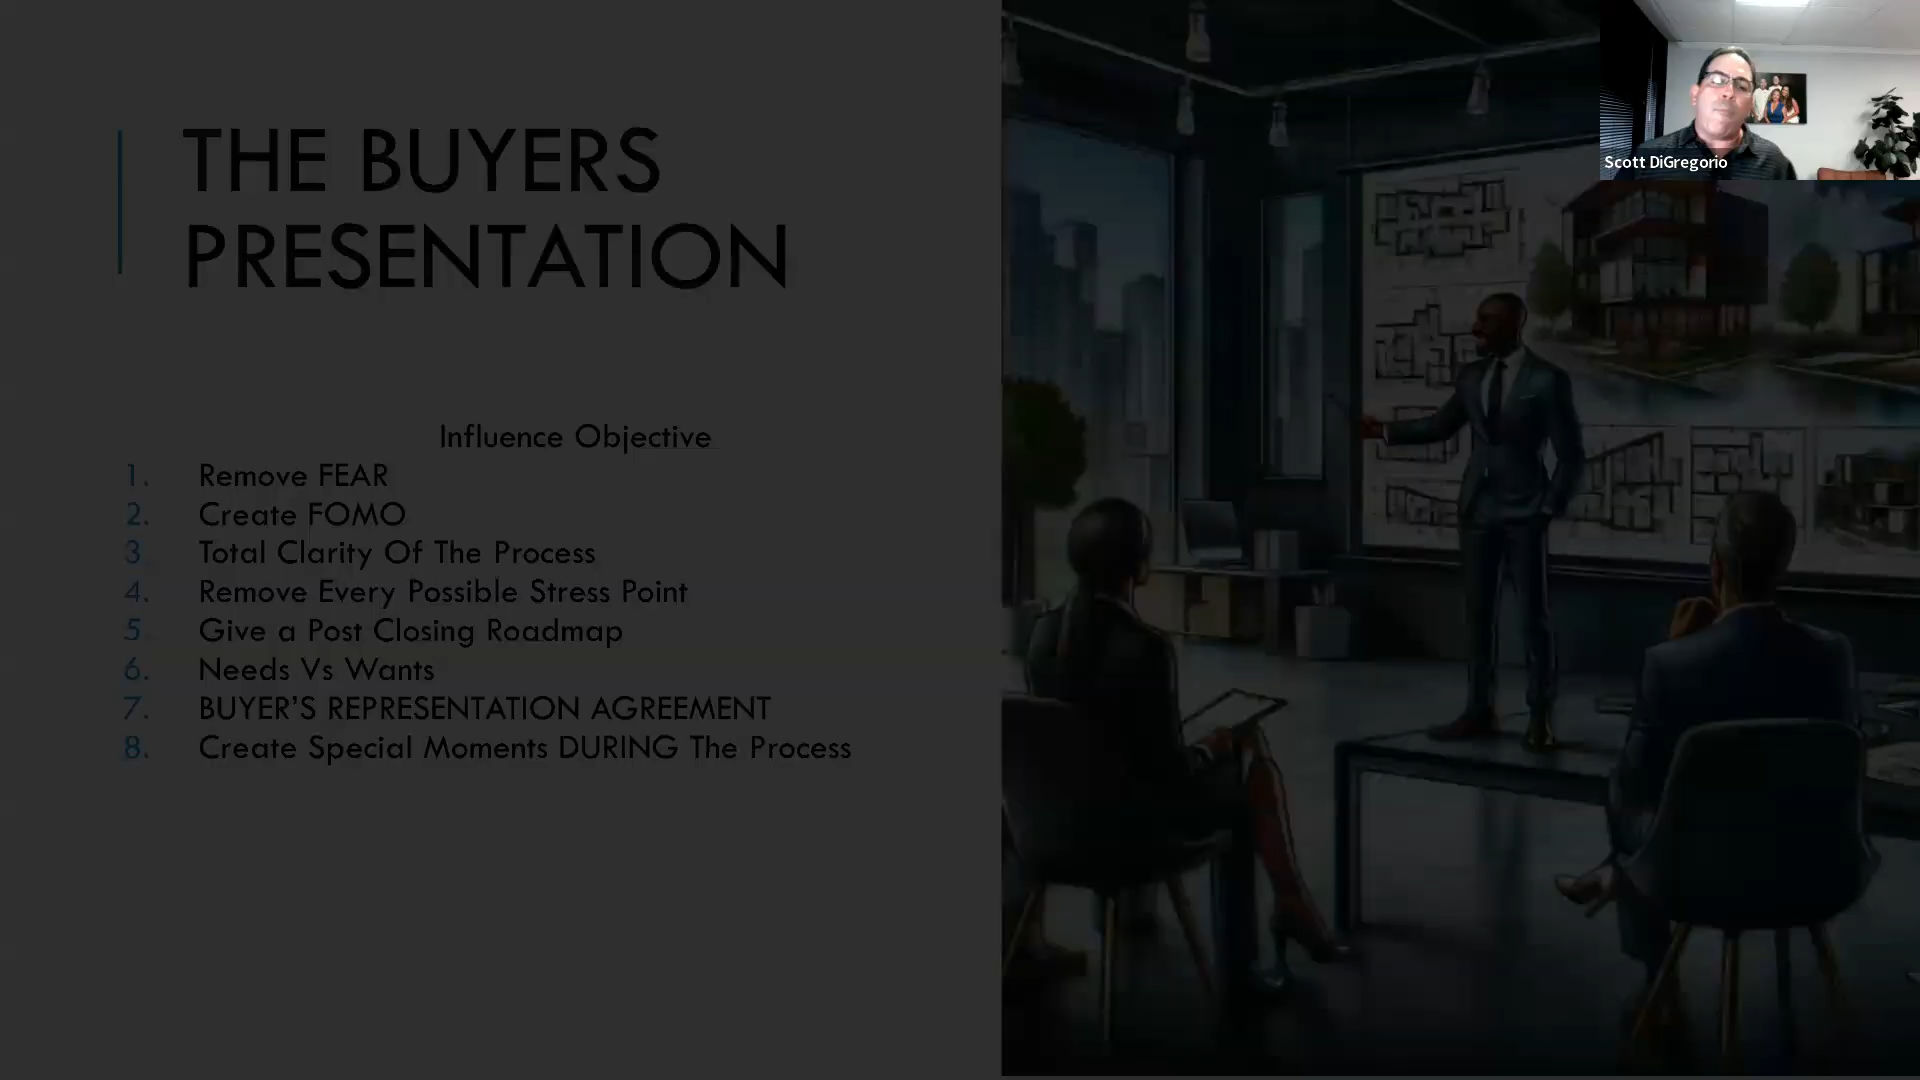 THE BUYERS
PRESENTATION
Influence Objective
1. Remove FEAR
2. Create FOMO
3. Total Clarity Of The Process
4. Remove Every Possible Stress Point
5. Give a Post Closing Roadmap
6. Needs Vs Wants
7. BUYER'S REPRESENTATION AGREEMENT
8. Create Special Moments DURING The Process
Scott DiGregorio